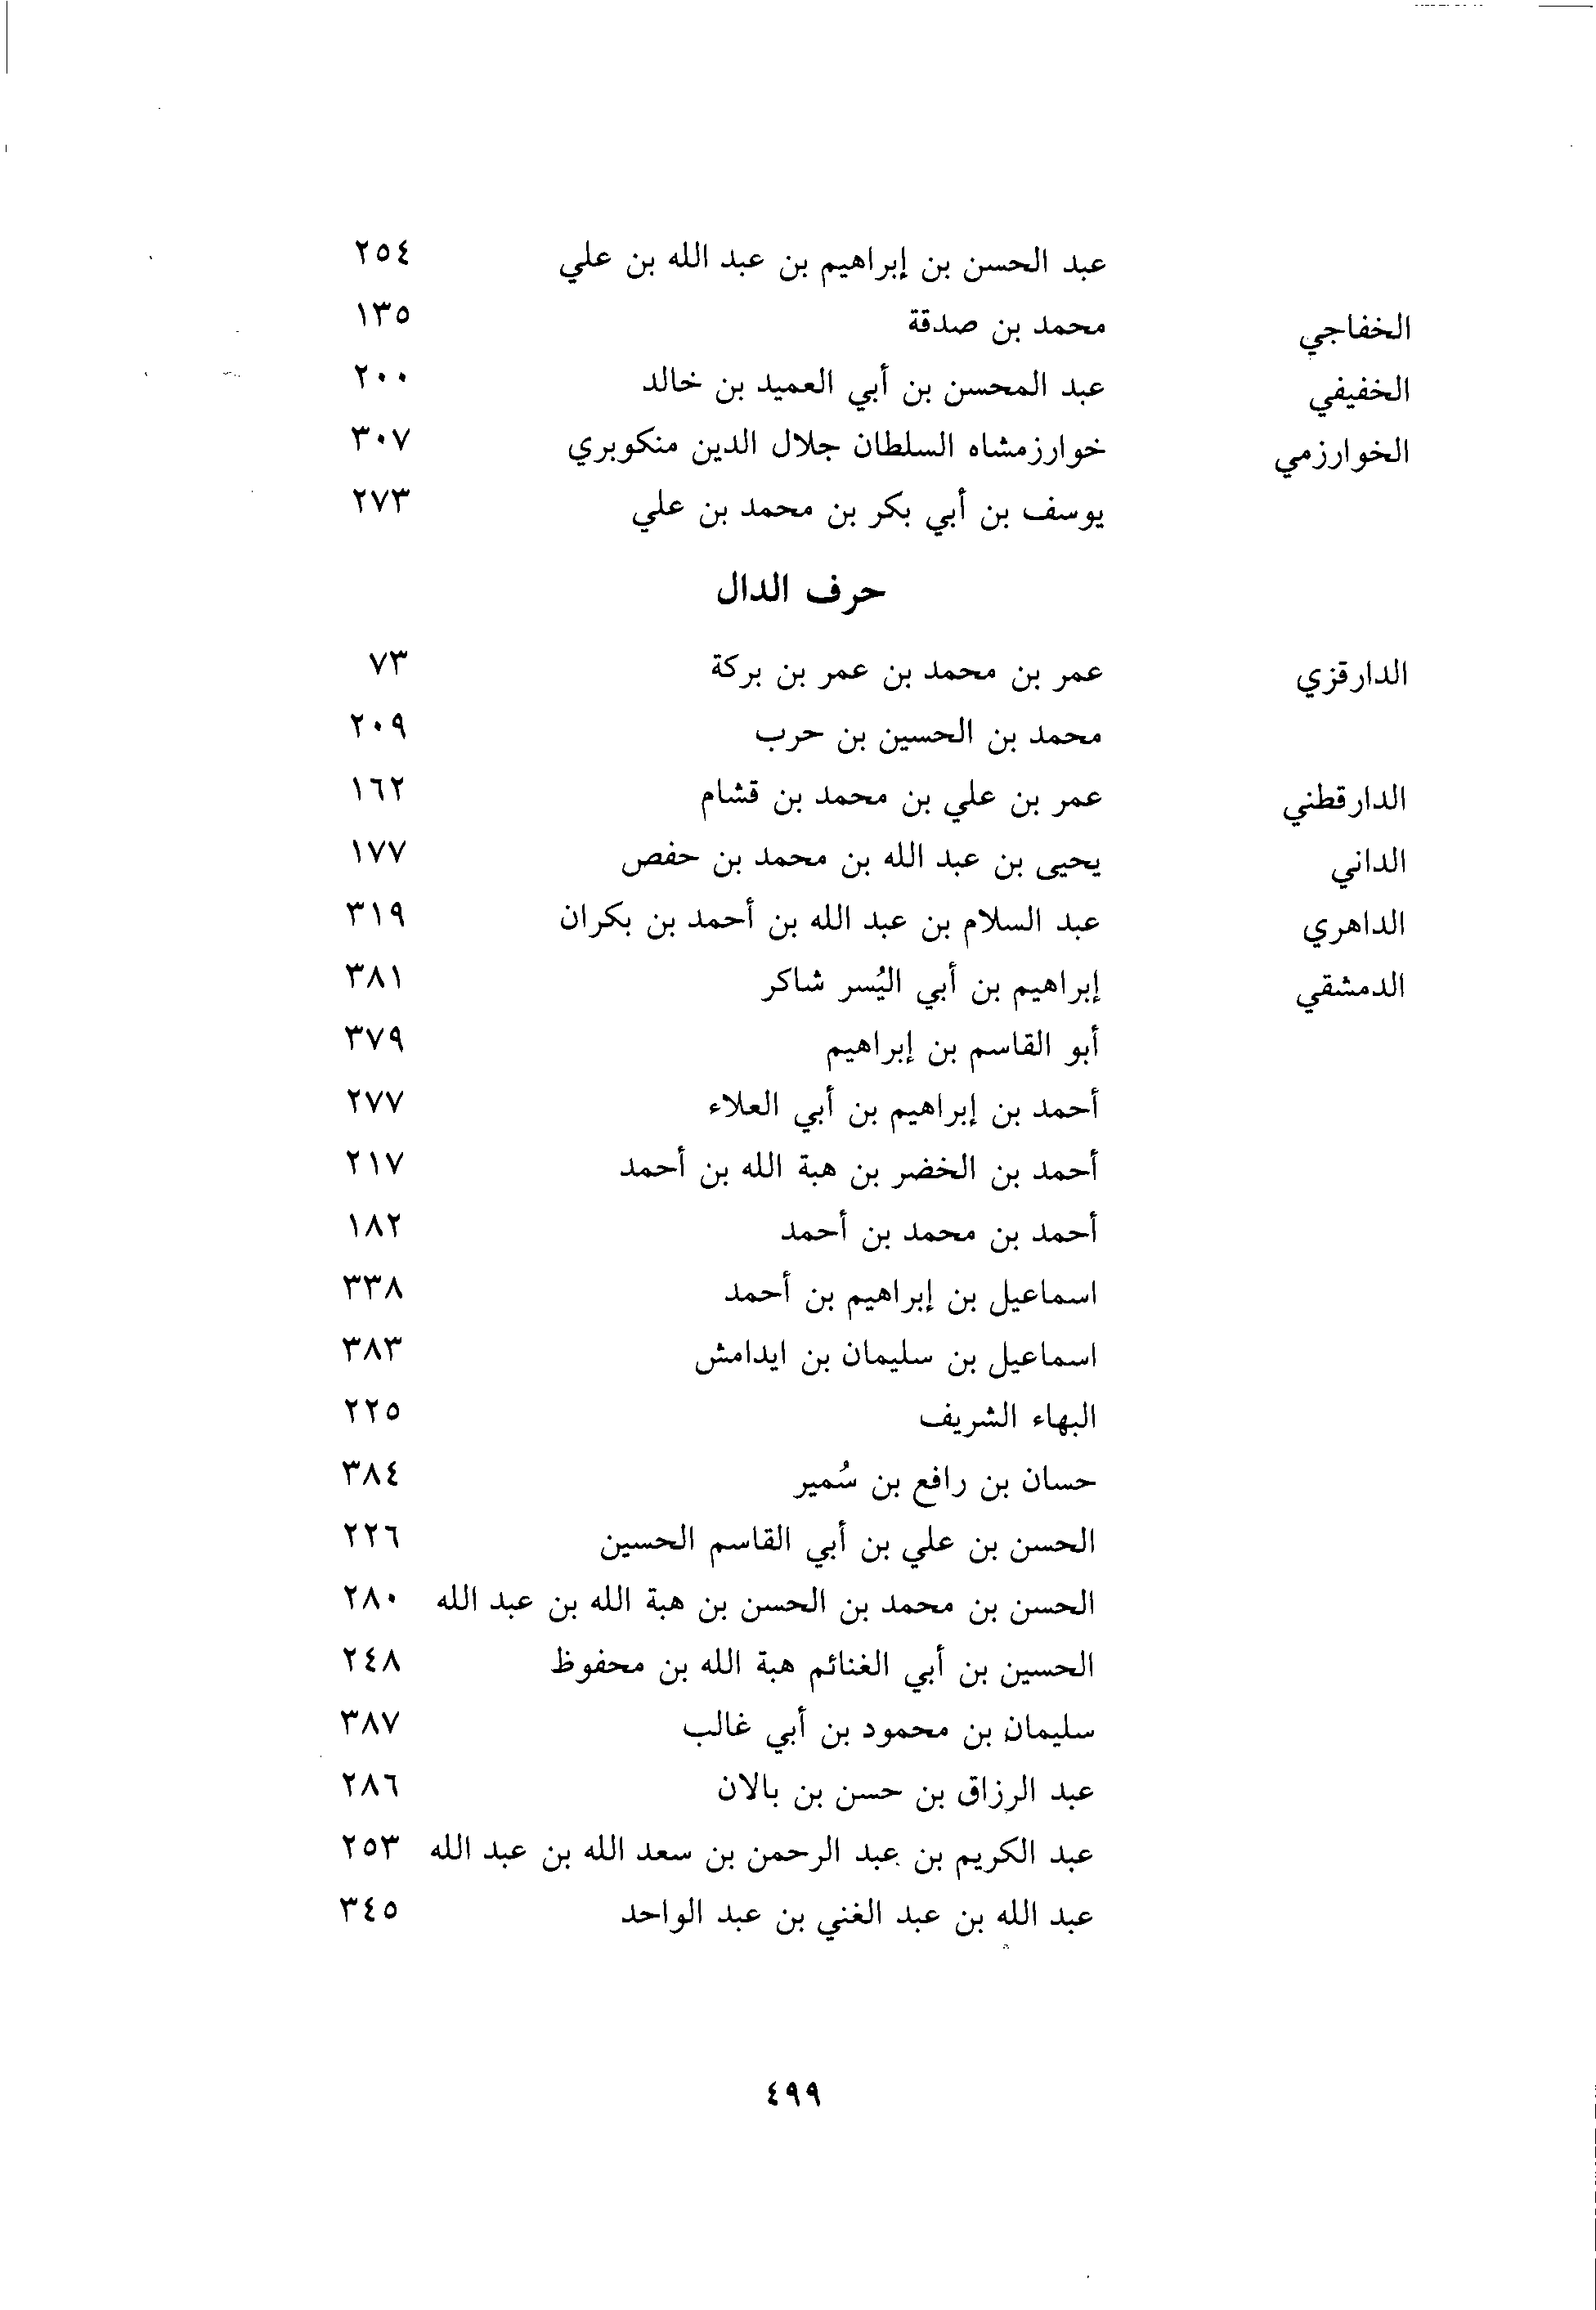 عبد الحسن بن إبراهيم بن عبد الله بن علي ٢٥٤
الخفاجي محمد بن صدقة ١٣٥
الخفيفي عبد المحسن بن أبي العميد بن خالد ٢٠٠
الخوارزمي خوارزمشاه السلطان جلال الدين منكوبري ٣٠٧
يوسف بن أبي بكر بن محمد بن علي ٢٧٣
حرف الدال
الدارقزي عمر بن محمد بن عمر بن بركة ٧٣
محمد بن الحسين بن حرب ٢٠٩
الدارقطني عمر بن علي بن محمد بن قشام ١٦٢
الداني يحيى بن عبد الله بن محمد بن حفص ١٧٧
الداهري عبد السلام بن عبد الله بن أحمد بن بكران ٣١٩
الدمشقي إبراهيم بن أبي اليُسر شاكر ٣٨١
أبو القاسم بن إبراهيم ٣٧٩
أحمد بن إبراهيم بن أبي العلاء ٢٧٧
أحمد بن الخضر بن هبة الله بن أحمد ٢١٧
أحمد بن محمد بن أحمد ١٨٢
اسماعيل بن إبراهيم بن أحمد ٣٣٨
اسماعيل بن سليمان بن ايدامش ٣٨٣
البهاء الشريف ٢٢٥
حسان بن رافع بن سُمير ٣٨٤
الحسن بن علي بن أبي القاسم الحسين ٢٢٦
الحسن بن محمد بن الحسن بن هبة الله بن عبد الله ٢٨٠
الحسين بن أبي الغنائم هبة الله بن محفوظ ٢٤٨
سليمان بن محمود بن أبي غالب ٣٨٧
عبد الرزاق بن حسن بن بالان ٢٨٦
عبد الكريم بن عبد الرحمن بن سعد الله بن عبد الله ٢٥٣
عبد الله بن عبد الغني بن عبد الواحد ٣٤٥
٤٩٩